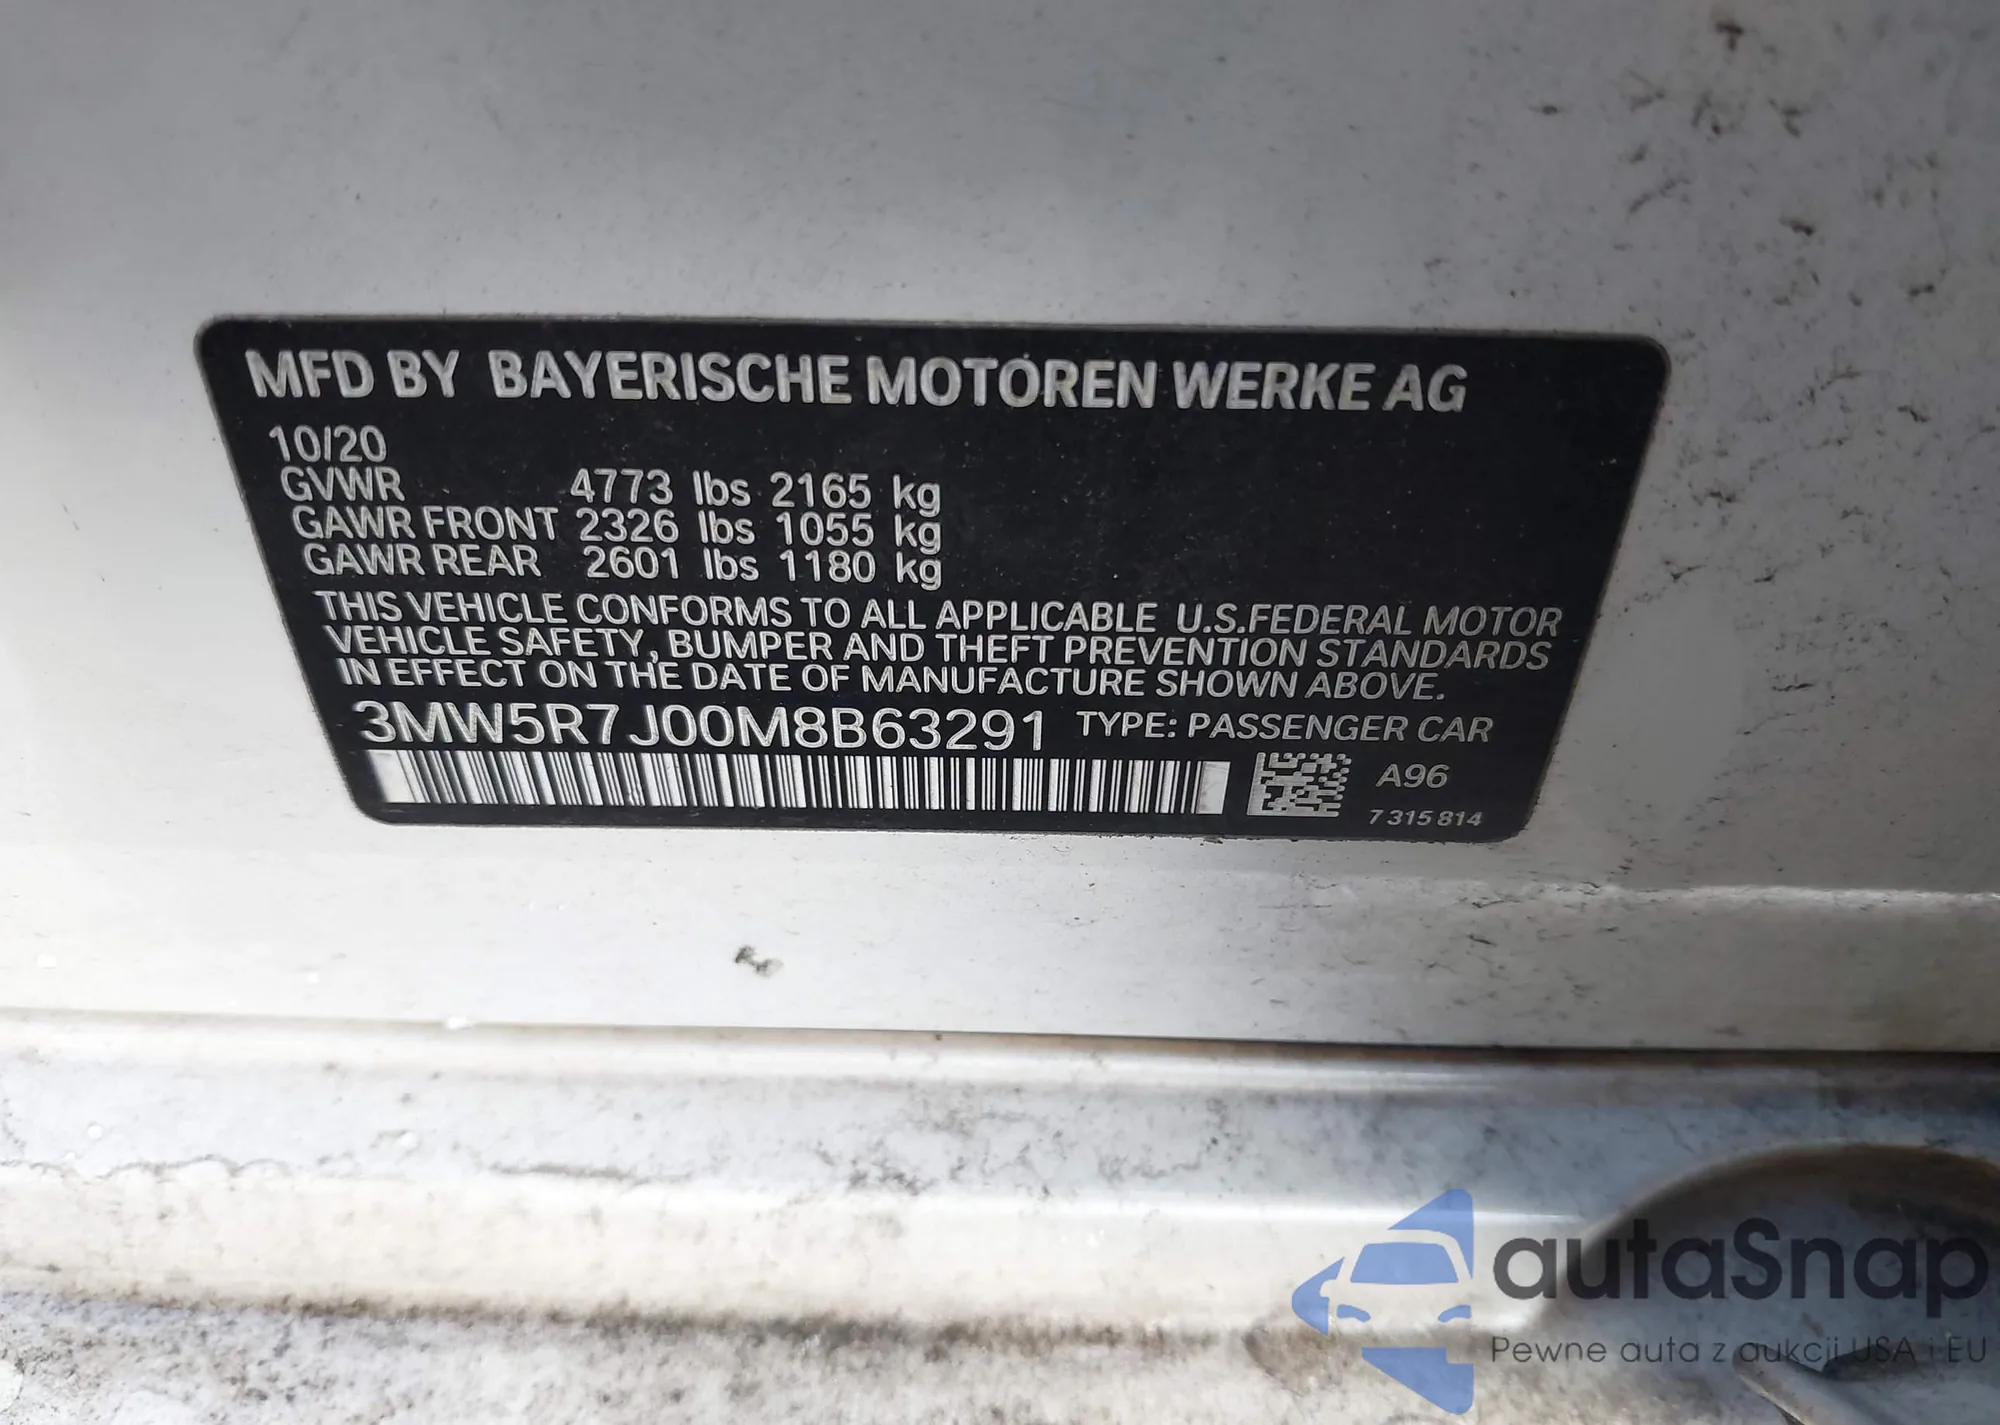 MFD BY BAYERISCHE MOTOREN WERKE AG
10/20
GVWR 4773 lbs 2165 kg
GAWR FRONT 2326 lbs 1055 kg
GAWR REAR 2601 lbs 1180 kg
THIS VEHICLE CONFORMS TO ALL APPLICABLE U.S.FEDERAL MOTOR
VEHICLE SAFETY, BUMPER AND THEFT PREVENTION STANDARDS
IN EFFECT ON THE DATE OF MANUFACTURE SHOWN ABOVE.
3MW5R7J00M8B63291 TYPE: PASSENGER CAR
A96
7 315 814
autaSnap
Pewne auta z aukcji USA i EU